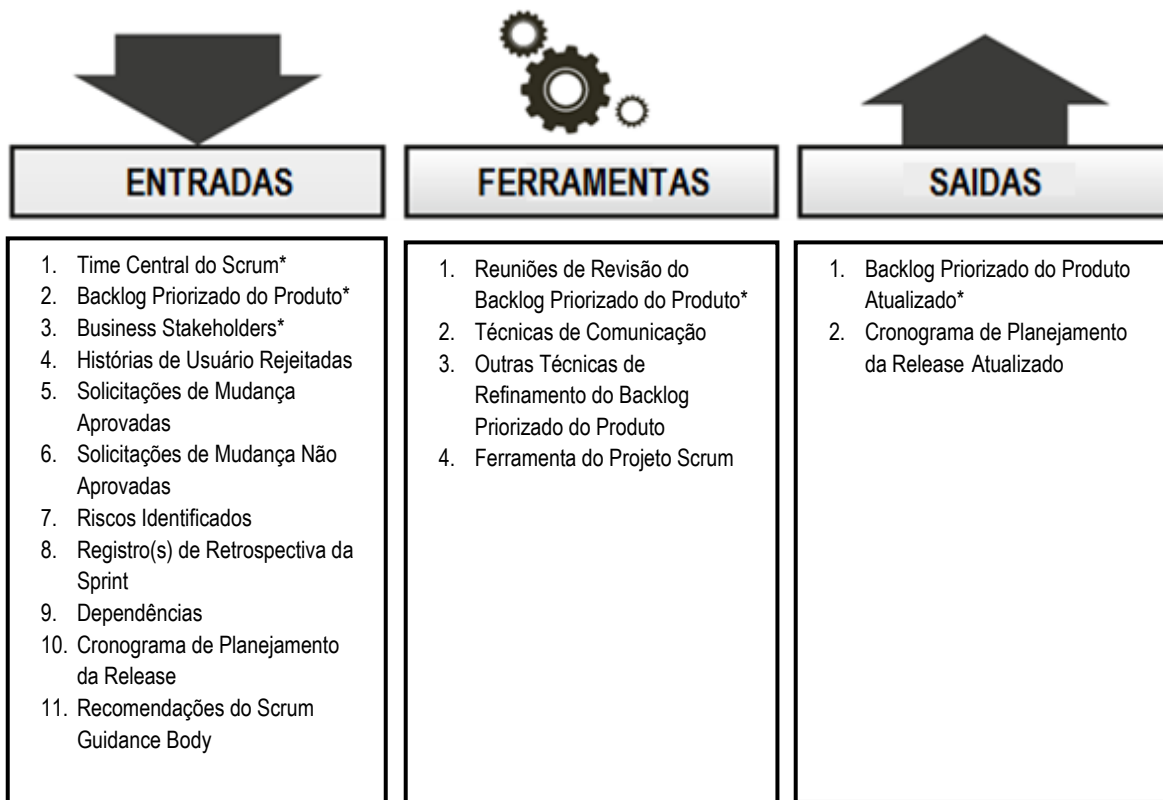 ENTRADAS
1. Time Central do Scrum*
2. Backlog Priorizado do Produto*
3. Business Stakeholders*
4. Histórias de Usuário Rejeitadas
5. Solicitações de Mudança
Aprovadas
6. Solicitações de Mudança Não
Aprovadas
7. Riscos Identificados
8. Registro(s) de Retrospectiva da
Sprint
9. Dependências
10. Cronograma de Planejamento
da Release
11. Recomendações do Scrum
Guidance Body
FERRAMENTAS
1. Reuniões de Revisão do
Backlog Priorizado do Produto*
2. Técnicas de Comunicação
3. Outras Técnicas de
Refinamento do Backlog
Priorizado do Produto
4. Ferramenta do Projeto Scrum
SAIDAS
1. Backlog Priorizado do Produto
Atualizado*
2. Cronograma de Planejamento
da Release Atualizado